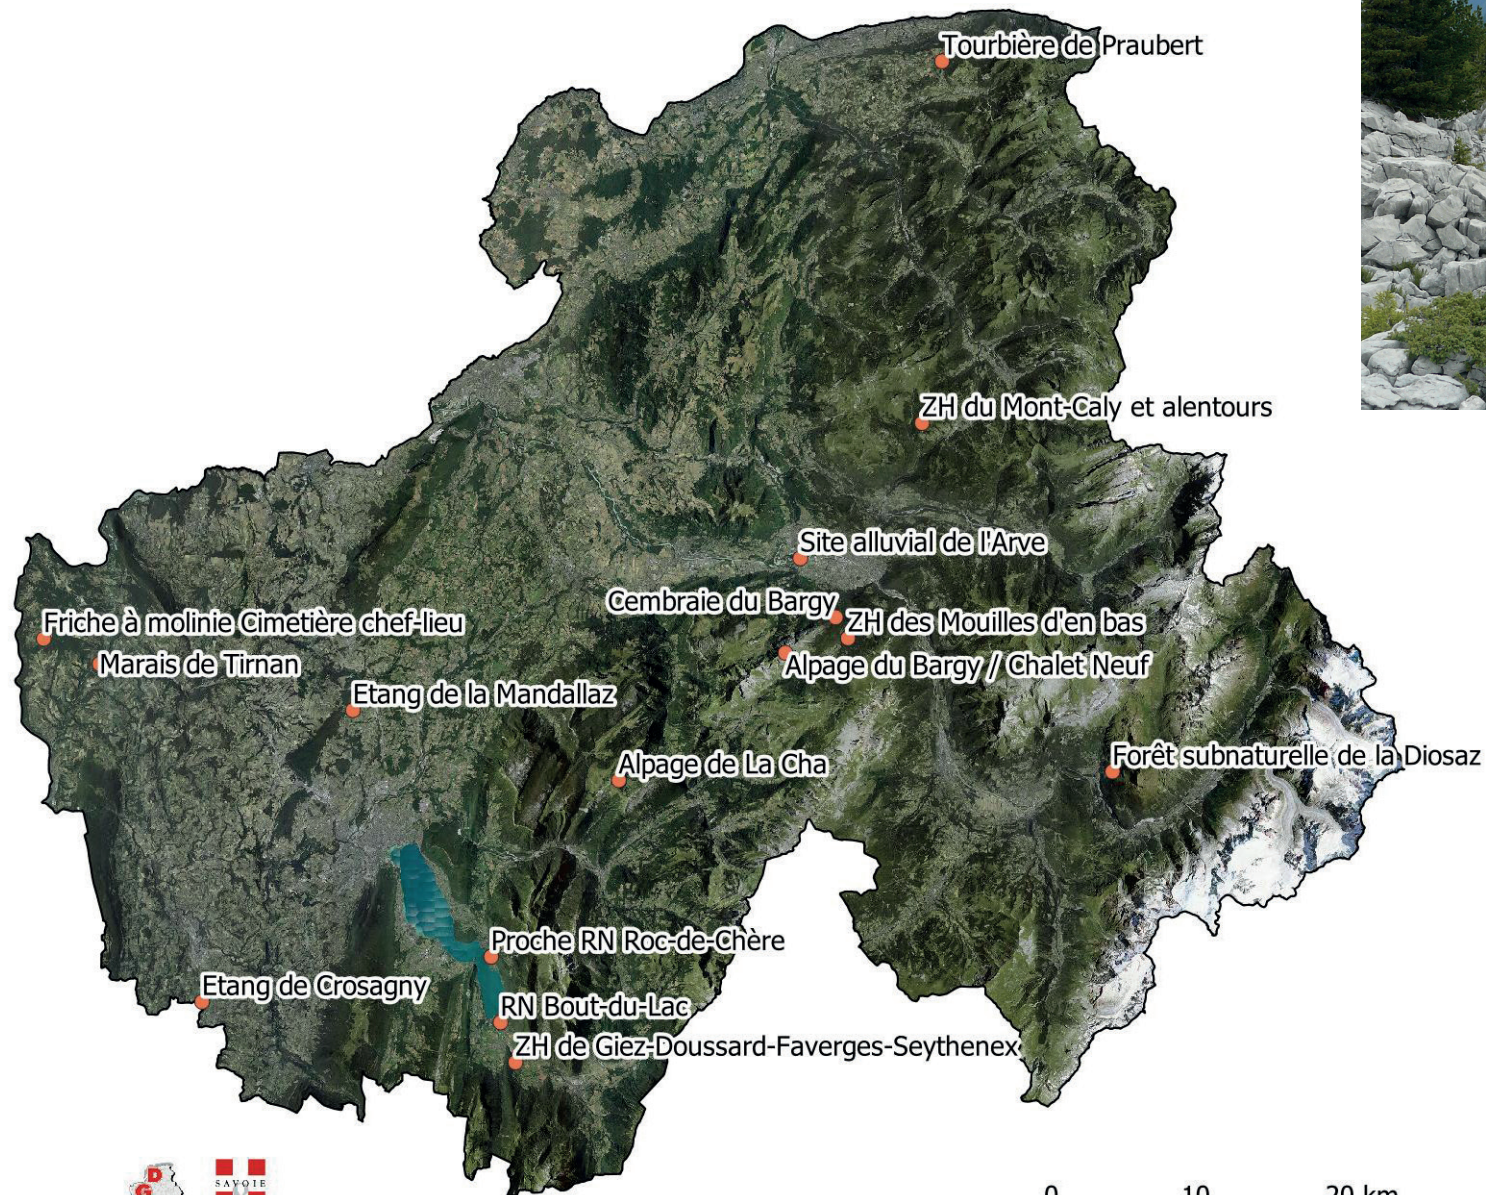 Tourbière de Praubert
ZH du Mont-Caly et alentours
Site alluvial de l'Arve
Cembraie du Bargy
ZH des Mouilles d'en bas
Friche à molinie Cimetière chef-lieu
Marais de Tirnan
Alpage du Bargy / Chalet Neuf
Etang de la Mandallaz
Alpage de La Cha
Forêt subnaturelle de la Diosaz
Proche RN Roc-de-Chère
Etang de Crosagny
RN Bout-du-Lac
ZH de Giez-Doussard-Faverges-Seythenex
D
G
SAVOIE
0 10 20 km